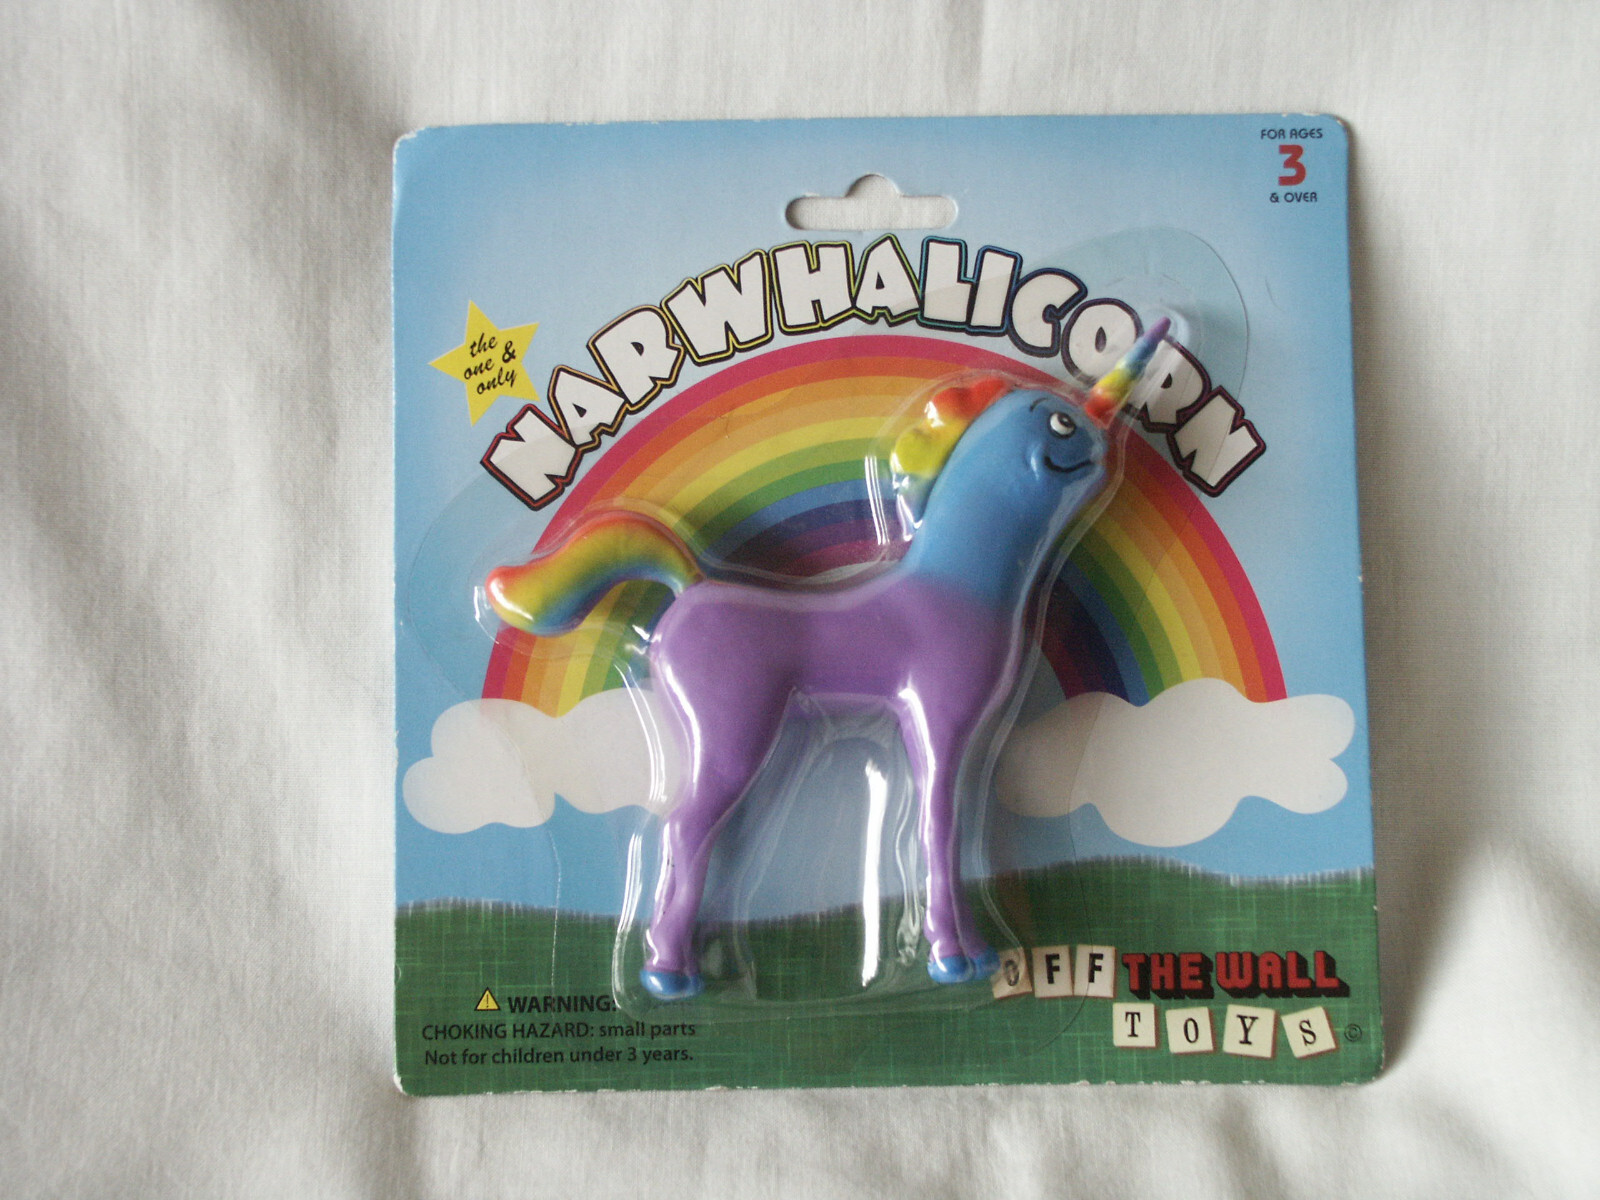 FOR AGES
3
& OVER
NARWHALICORN
the
one &
only
OFF THE WALL
TOYS ©
WARNING:
CHOKING HAZARD: small parts
Not for children under 3 years.